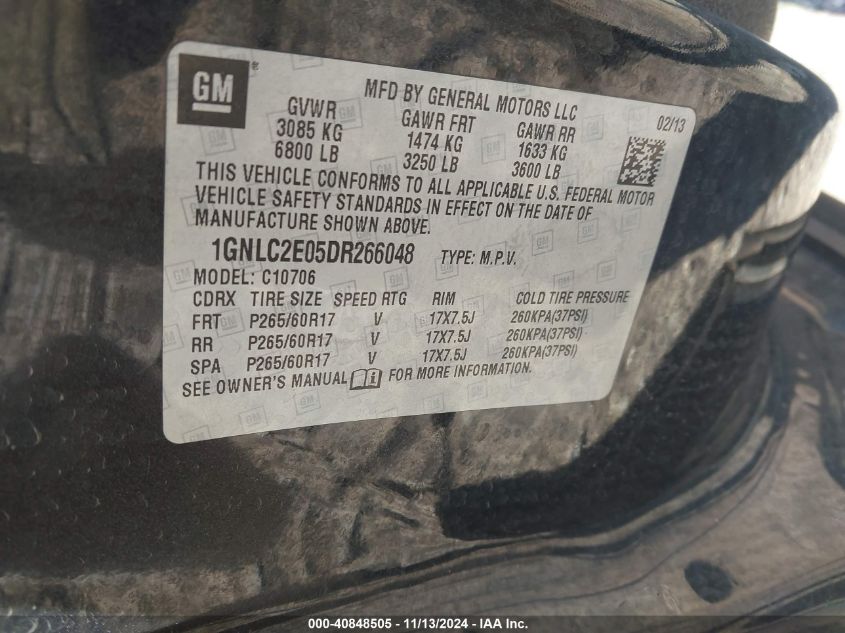 GM®
MFD BY GENERAL MOTORS LLC
02/13
GVWR GAWR FRT GAWR RR
3085 KG 1474 KG 1633 KG
6800 LB 3250 LB 3600 LB
THIS VEHICLE CONFORMS TO ALL APPLICABLE U.S. FEDERAL MOTOR
VEHICLE SAFETY STANDARDS IN EFFECT ON THE DATE OF
MANUFACTURE SHOWN ABOVE.
1GNLC2E05DR266048 TYPE: M.P.V.
MODEL: C10706
CDRX TIRE SIZE SPEED RTG RIM COLD TIRE PRESSURE
FRT P265/60R17 V 17X7.5J 260KPA(37PSI)
RR P265/60R17 V 17X7.5J 260KPA(37PSI)
SPA P265/60R17 V 17X7.5J 260KPA(37PSI)
SEE OWNER'S MANUAL FOR MORE INFORMATION.
000-40848505 - 11/13/2024 - IAA Inc.